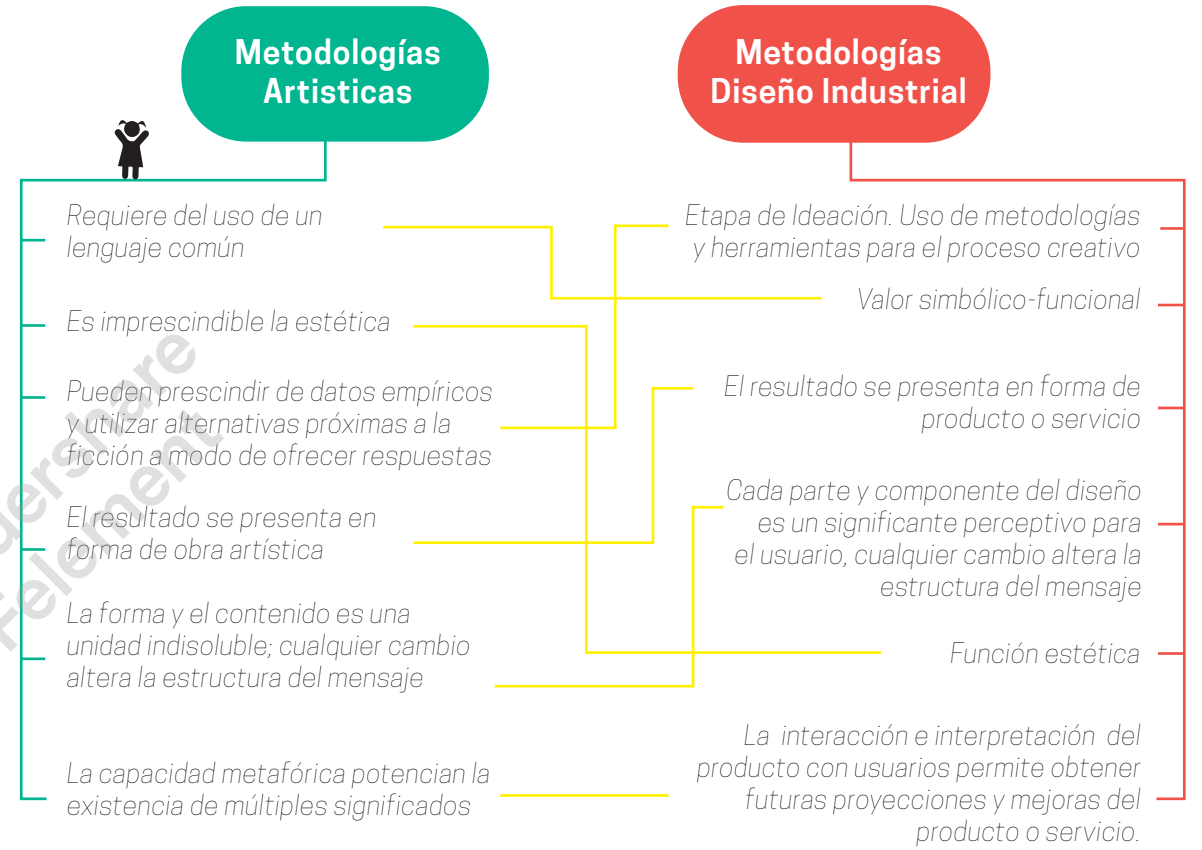 Metodologías
Artisticas
Requiere del uso de un
lenguaje común
Es imprescindible la estética
Pueden prescindir de datos empíricos
y utilizar alternativas próximas a la
ficción a modo de ofrecer respuestas
El resultado se presenta en
forma de obra artística
La forma y el contenido es una
unidad indisoluble; cualquier cambio
altera la estructura del mensaje
La capacidad metafórica potencian la
existencia de múltiples significados
Metodologías
Diseño Industrial
Etapa de Ideación. Uso de metodologías
y herramientas para el proceso creativo
Valor simbólico-funcional
El resultado se presenta en forma de
producto o servicio
Cada parte y componente del diseño
es un significante perceptivo para
el usuario, cualquier cambio altera la
estructura del mensaje
Función estética
La interacción e interpretación del
producto con usuarios permite obtener
futuras proyecciones y mejoras del
producto o servicio.